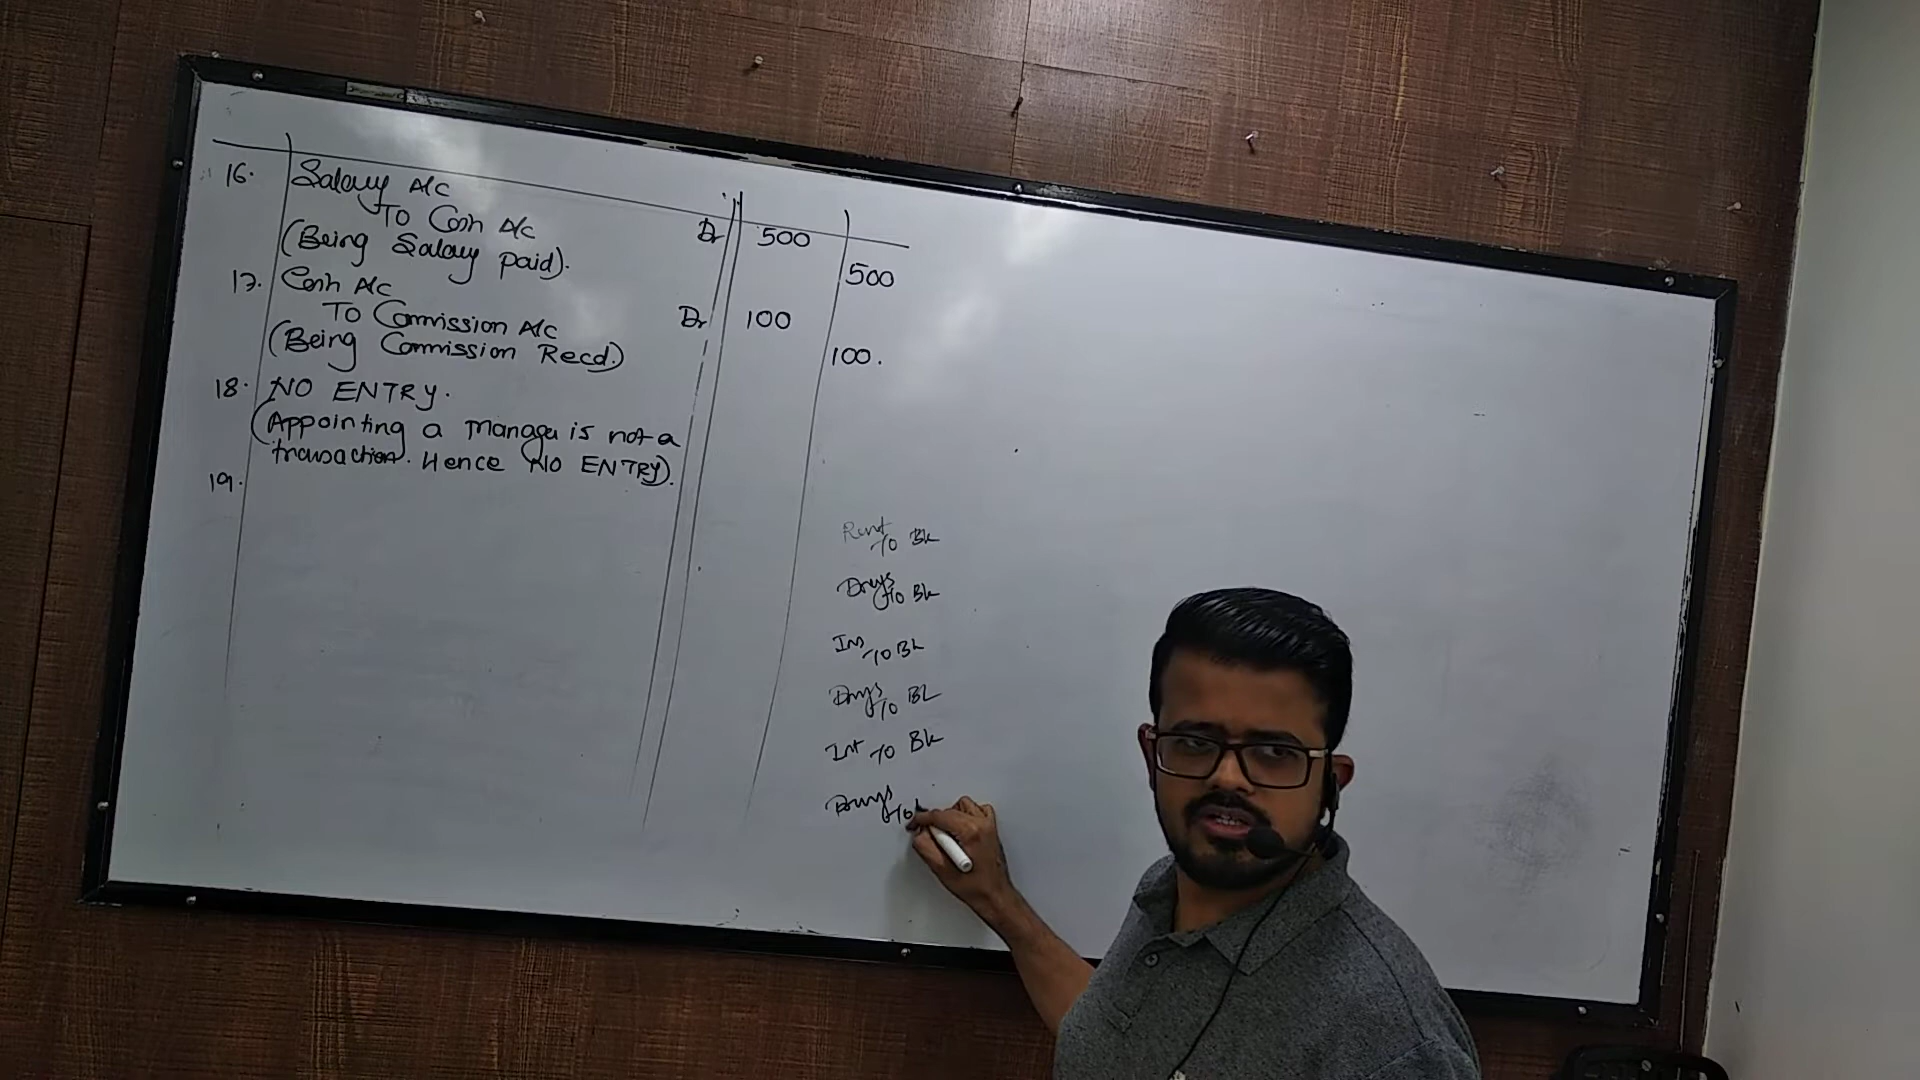 16. Salary A/c Dr 500
To Cash A/c 500
(Being Salary paid).
17. Cash A/c Dr 100
To Commission A/c 100.
(Being Commission Recd.)
18. NO ENTRY.
(Appointing a manager is not a
transaction. Hence NO ENTRY).
19.
Rent
To Bk
Drgs
To Bk
Ins
To Bk
Drgs
To Bk
Int To Bk
Drgs
To